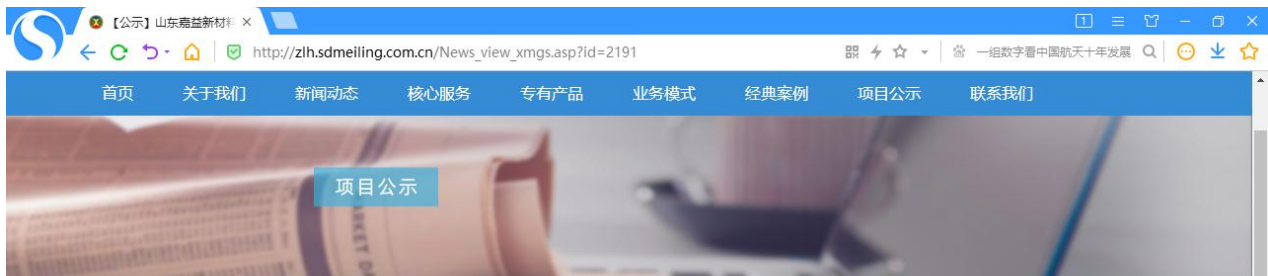 【公示】山东嘉益新材料
1
http://zlh.sdmeiling.com.cn/News_view_xmgs.asp?id=2191
一组数字看中国航天十年发展
首页 关于我们 新闻动态 核心服务 专有产品 业务模式 经典案例 项目公示 联系我们
项目公示
MARKET D